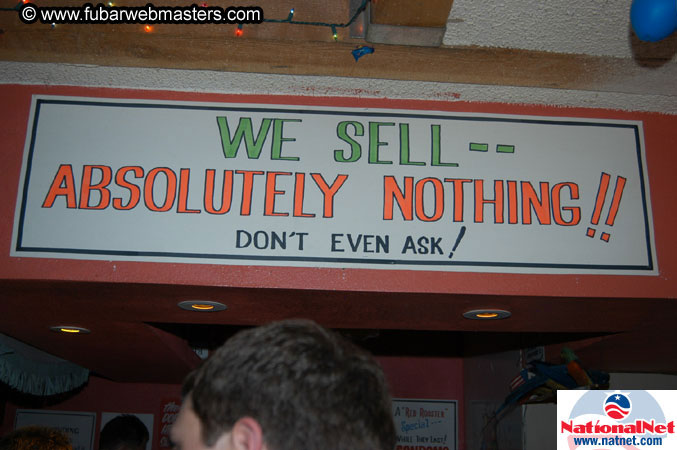 © www.fubarwebmasters.com
WE SELL --
ABSOLUTELY NOTHING!!
DON'T EVEN ASK!
A "RED ROOSTER"
Special---
WHILE THEY LAST!
NationalNet
www.natnet.com